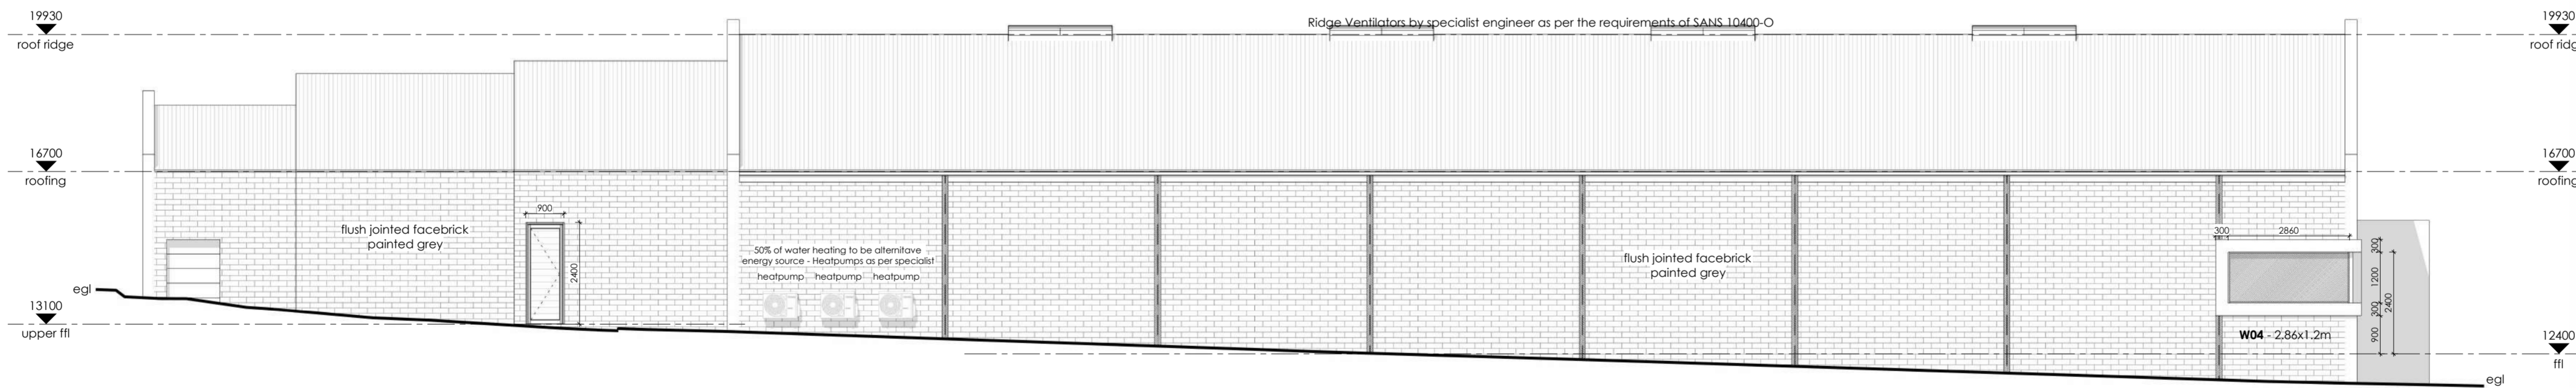 19930
roof ridge
Ridge Ventilators by specialist engineer as per the requirements of SANS 10400-O
19930
roof ridg
16700
roofing
16700
roofing
900
flush jointed facebrick
painted grey
2400
50% of water heating to be alternitave
energy source - Heatpumps as per specialist
heatpump
heatpump
heatpump
flush jointed facebrick
painted grey
300
2860
300
1200
2400
300
900
W04 - 2,86x1.2m
egl
13100
upper ffl
12400
ffl
egl